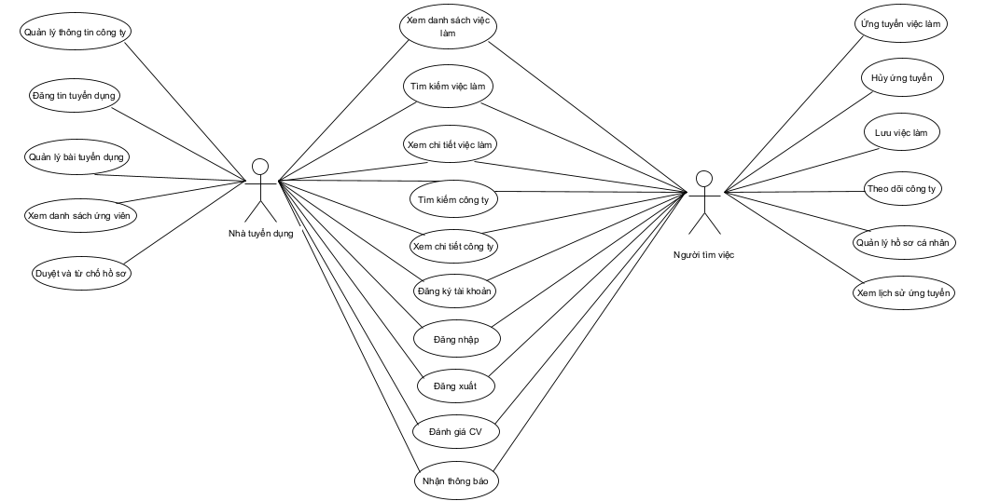 Quản lý thông tin công ty
Đăng tin tuyển dụng
Quản lý bài tuyển dụng
Xem danh sách ứng viên
Duyệt và từ chố hồ sơ
Nhà tuyển dụng
Xem danh sách việc
làm
Tìm kiếm việc làm
Xem chi tiết việc làm
Tìm kiếm công ty
Xem chi tiết công ty
Đăng ký tài khoản
Đăng nhập
Đăng xuất
Đánh giá CV
Nhận thông báo
Người tìm việc
Ứng tuyển việc làm
Hủy ứng tuyển
Lưu việc làm
Theo dõi công ty
Quản lý hồ sơ cá nhân
Xem lịch sử ứng tuyển